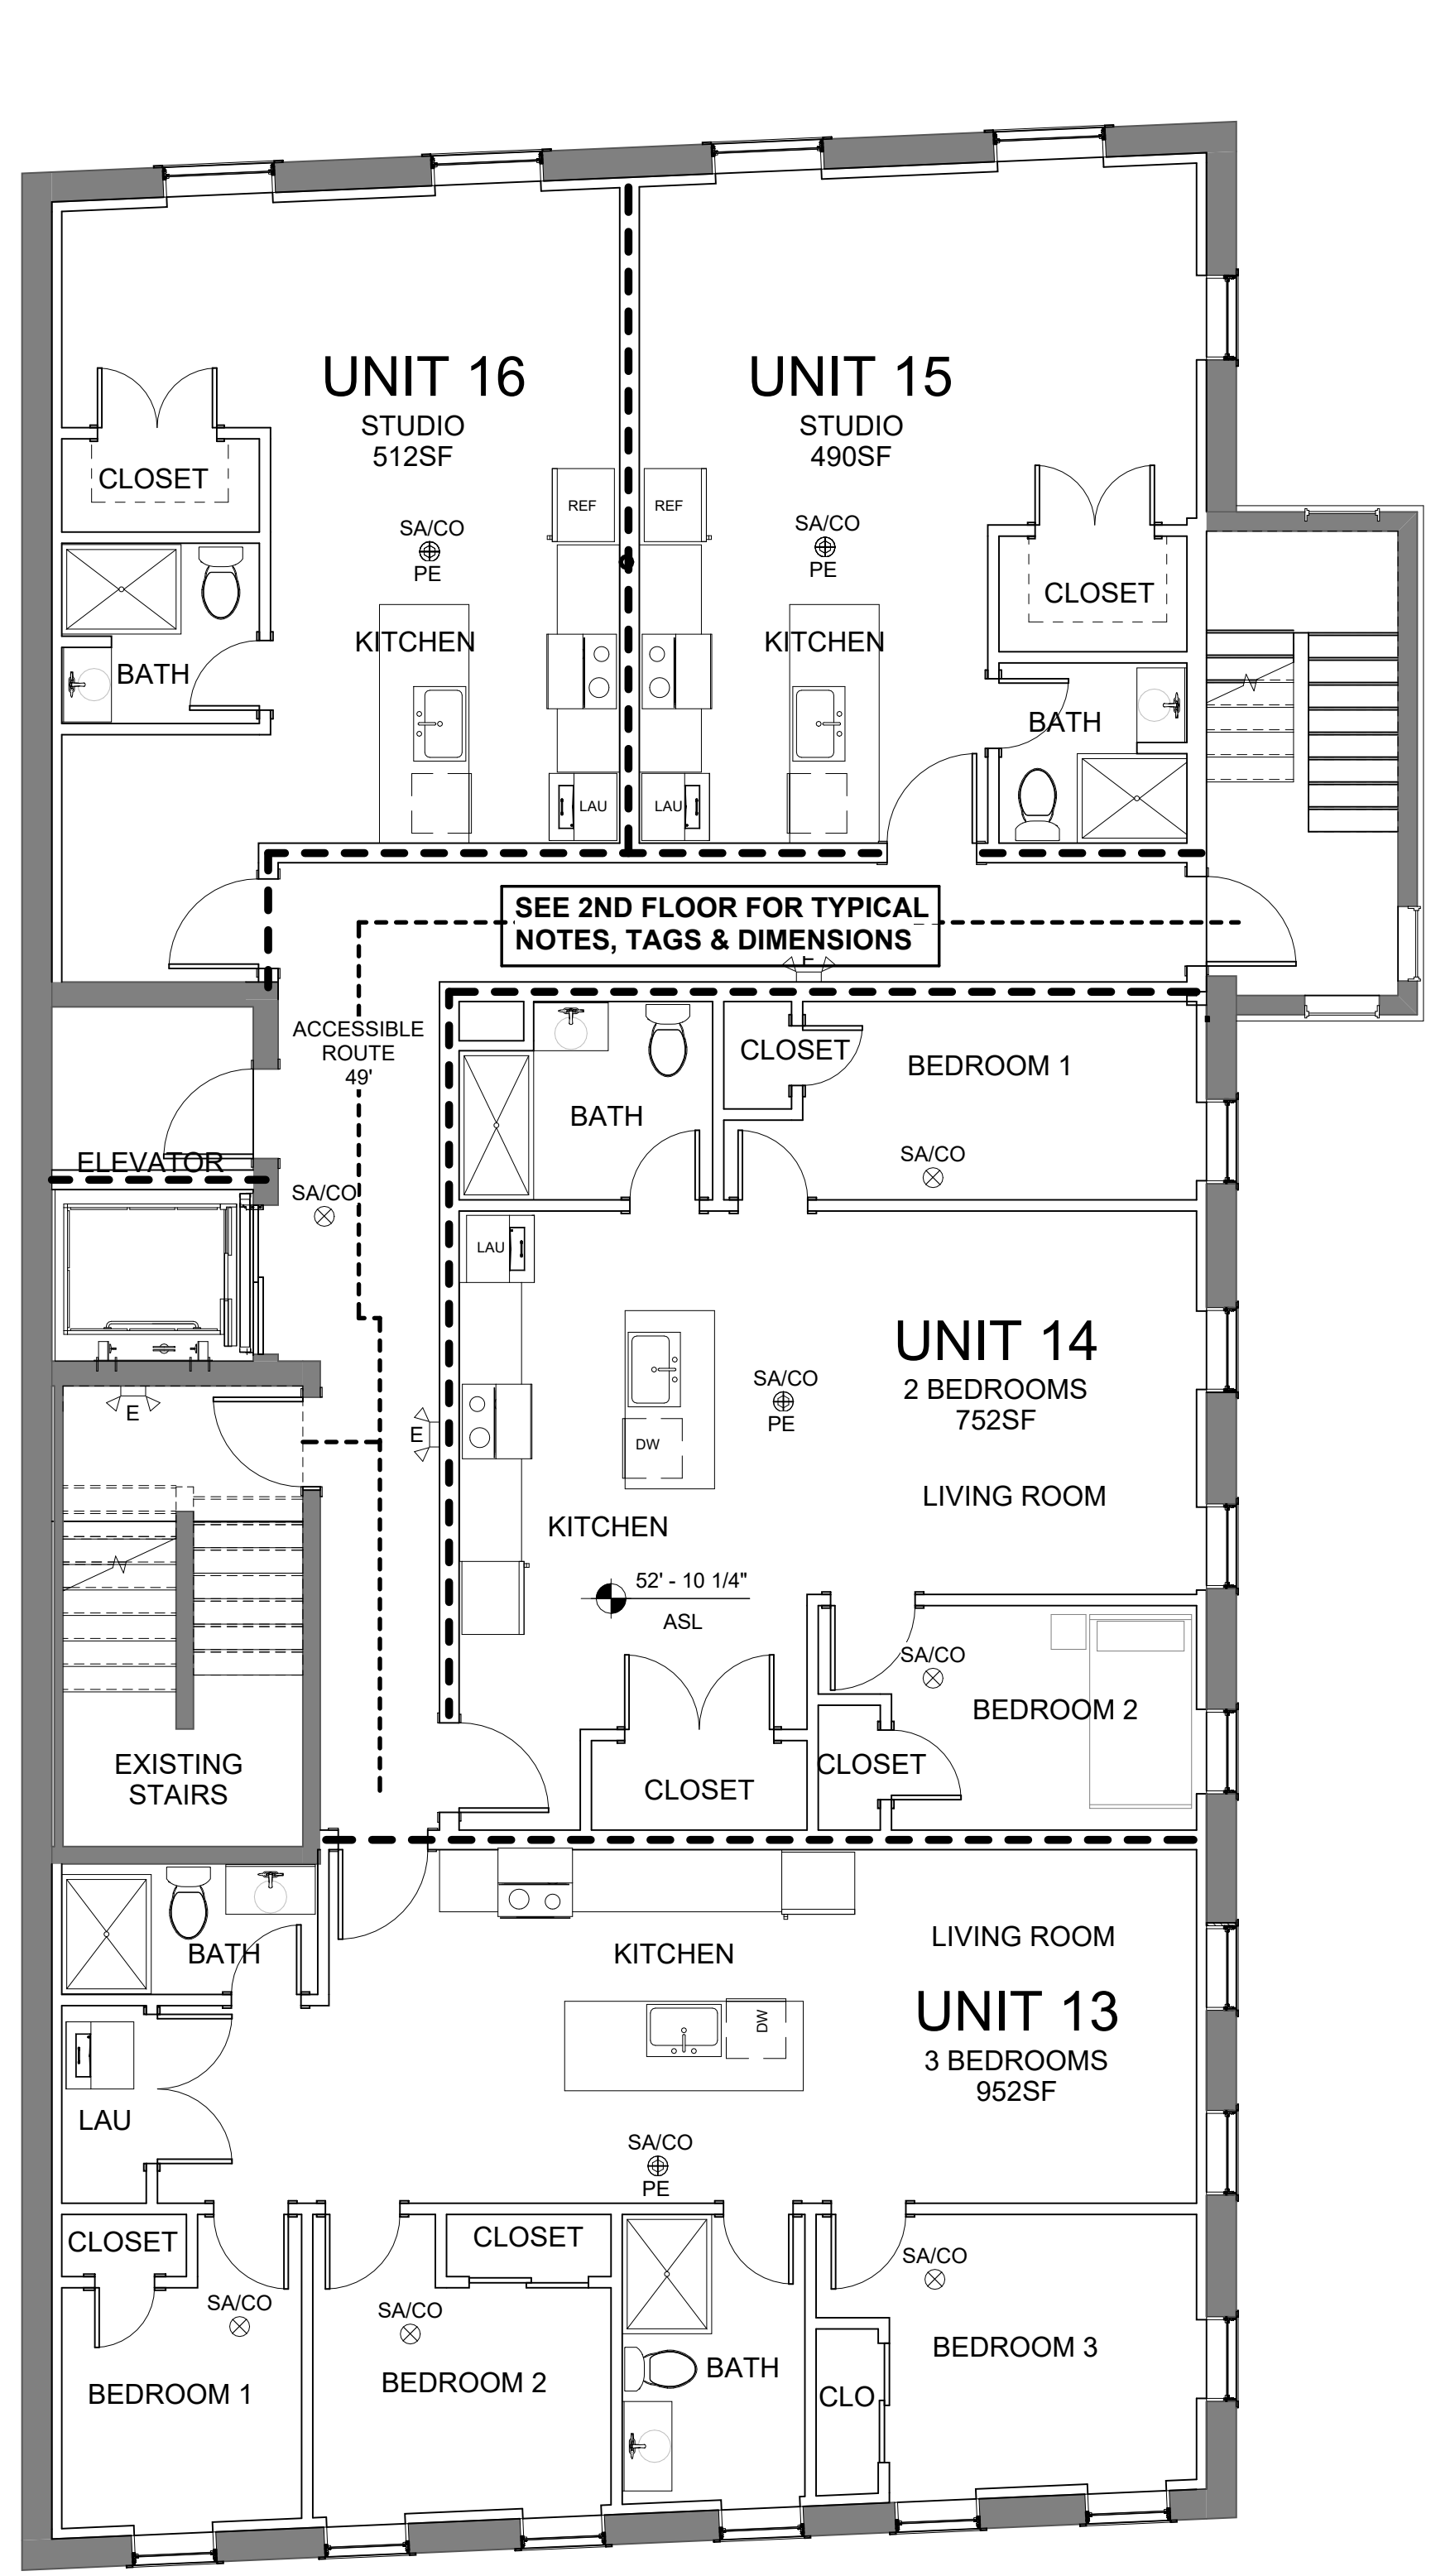 UNIT 16
STUDIO
512SF
UNIT 15
STUDIO
490SF
CLOSET
REF
REF
SA/CO
PE
SA/CO
PE
CLOSET
KITCHEN
KITCHEN
BATH
BATH
LAU
LAU
SEE 2ND FLOOR FOR TYPICAL
NOTES, TAGS & DIMENSIONS
ACCESSIBLE
ROUTE
49'
CLOSET
BEDROOM 1
BATH
SA/CO
ELEVATOR
SA/CO
LAU
UNIT 14
2 BEDROOMS
752SF
SA/CO
PE
E
E
DW
LIVING ROOM
KITCHEN
52' - 10 1/4"
ASL
SA/CO
BEDROOM 2
EXISTING
STAIRS
CLOSET
CLOSET
BATH
KITCHEN
LIVING ROOM
UNIT 13
3 BEDROOMS
952SF
DW
LAU
SA/CO
PE
CLOSET
CLOSET
SA/CO
SA/CO
SA/CO
BEDROOM 1
BEDROOM 2
BATH
CLO
BEDROOM 3